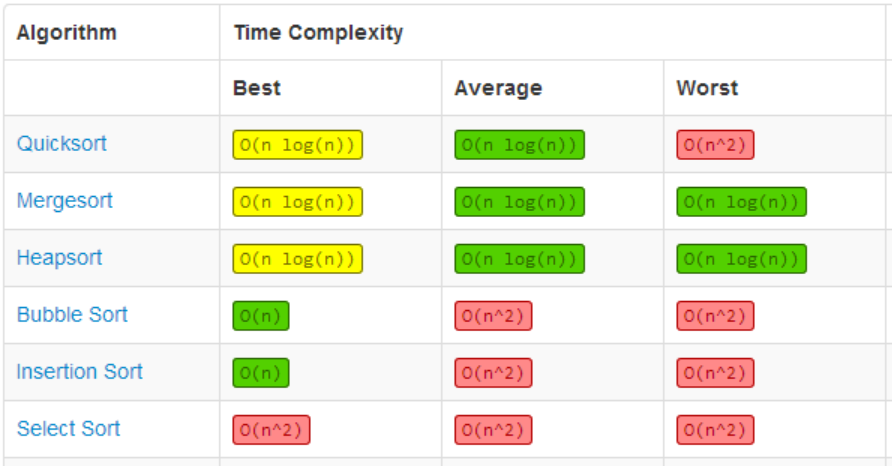 Algorithm Time Complexity
Best Average Worst
Quicksort O(n log(n)) O(n log(n)) O(n^2)
Mergesort O(n log(n)) O(n log(n)) O(n log(n))
Heapsort O(n log(n)) O(n log(n)) O(n log(n))
Bubble Sort O(n) O(n^2) O(n^2)
Insertion Sort O(n) O(n^2) O(n^2)
Select Sort O(n^2) O(n^2) O(n^2)